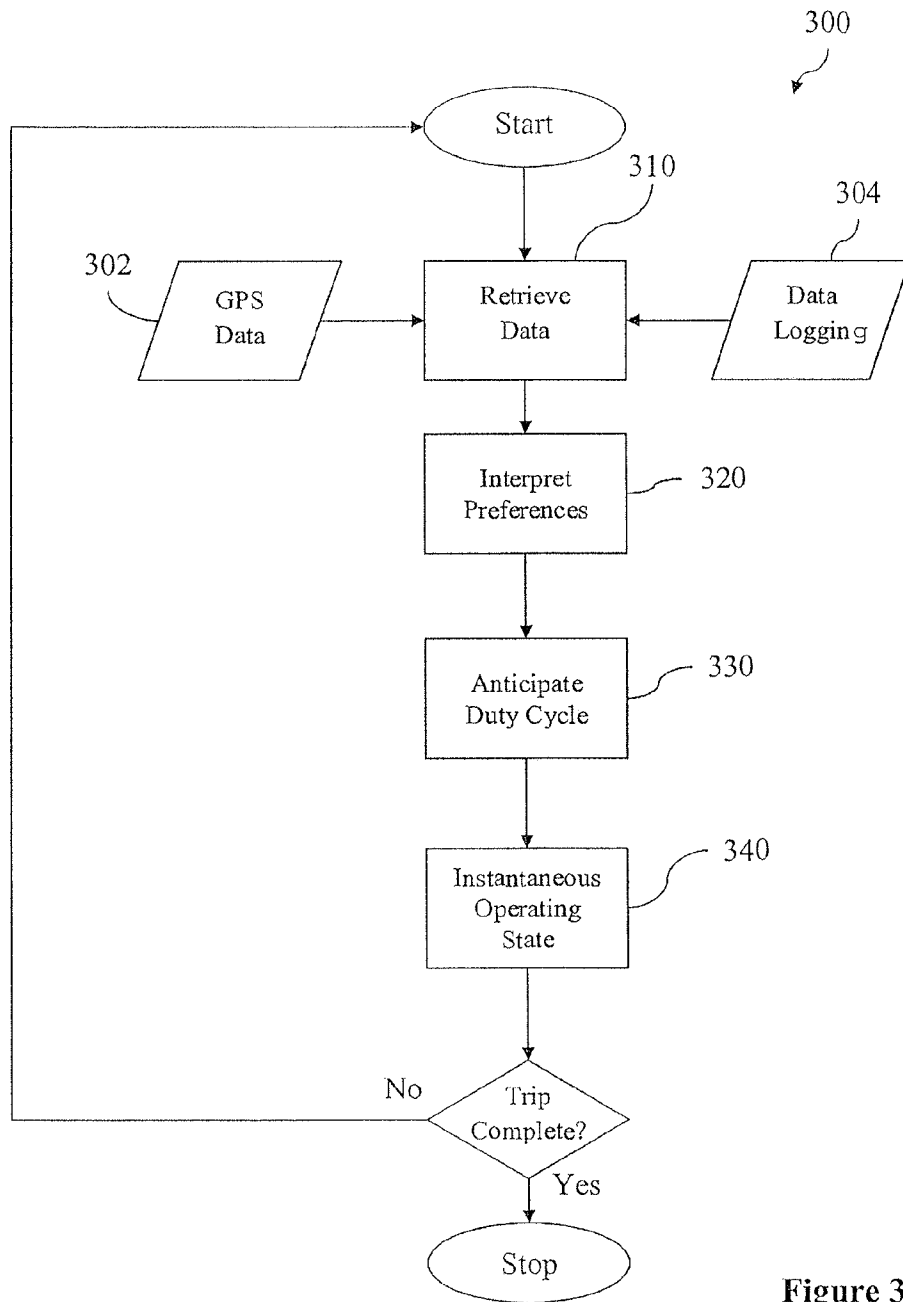 300
Start
310
304
302
GPS
Data
Retrieve
Data
Data
Logging
Interpret
Preferences
320
Anticipate
Duty Cycle
330
Instantaneous
Operating
State
340
No
Trip
Complete?
Yes
Stop
Figure 3